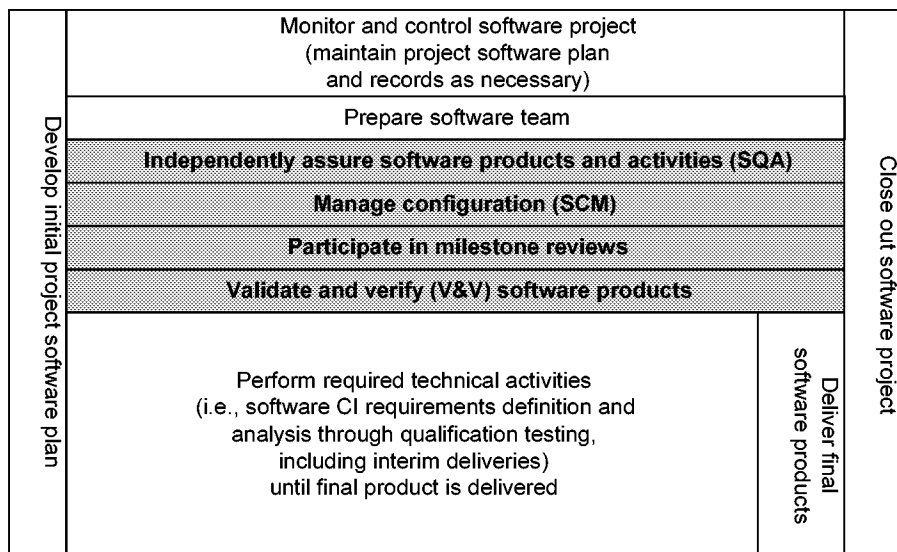 Develop initial project software plan
Monitor and control software project
(maintain project software plan
and records as necessary)
Prepare software team
Independently assure software products and activities (SQA)
Manage configuration (SCM)
Participate in milestone reviews
Validate and verify (V&V) software products
Perform required technical activities
(i.e., software CI requirements definition and
analysis through qualification testing,
including interim deliveries)
until final product is delivered
Deliver final
software products
Close out software project